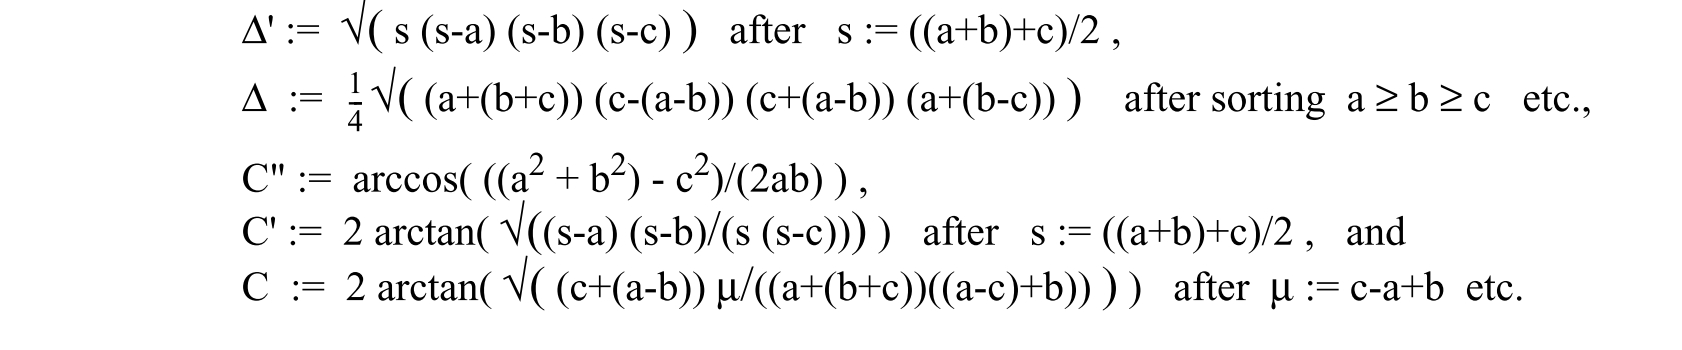 Δ' := √( s (s-a) (s-b) (s-c) ) after s := ((a+b)+c)/2 ,
Δ := ¼ √( (a+(b+c)) (c-(a-b)) (c+(a-b)) (a+(b-c)) ) after sorting a ≥ b ≥ c etc.,
C" := arccos( ((a² + b²) - c²)/(2ab) ) ,
C' := 2 arctan( √((s-a) (s-b)/(s (s-c))) ) after s := ((a+b)+c)/2 , and
C := 2 arctan( √( (c+(a-b)) μ/((a+(b+c))((a-c)+b)) ) ) after μ := c-a+b etc.